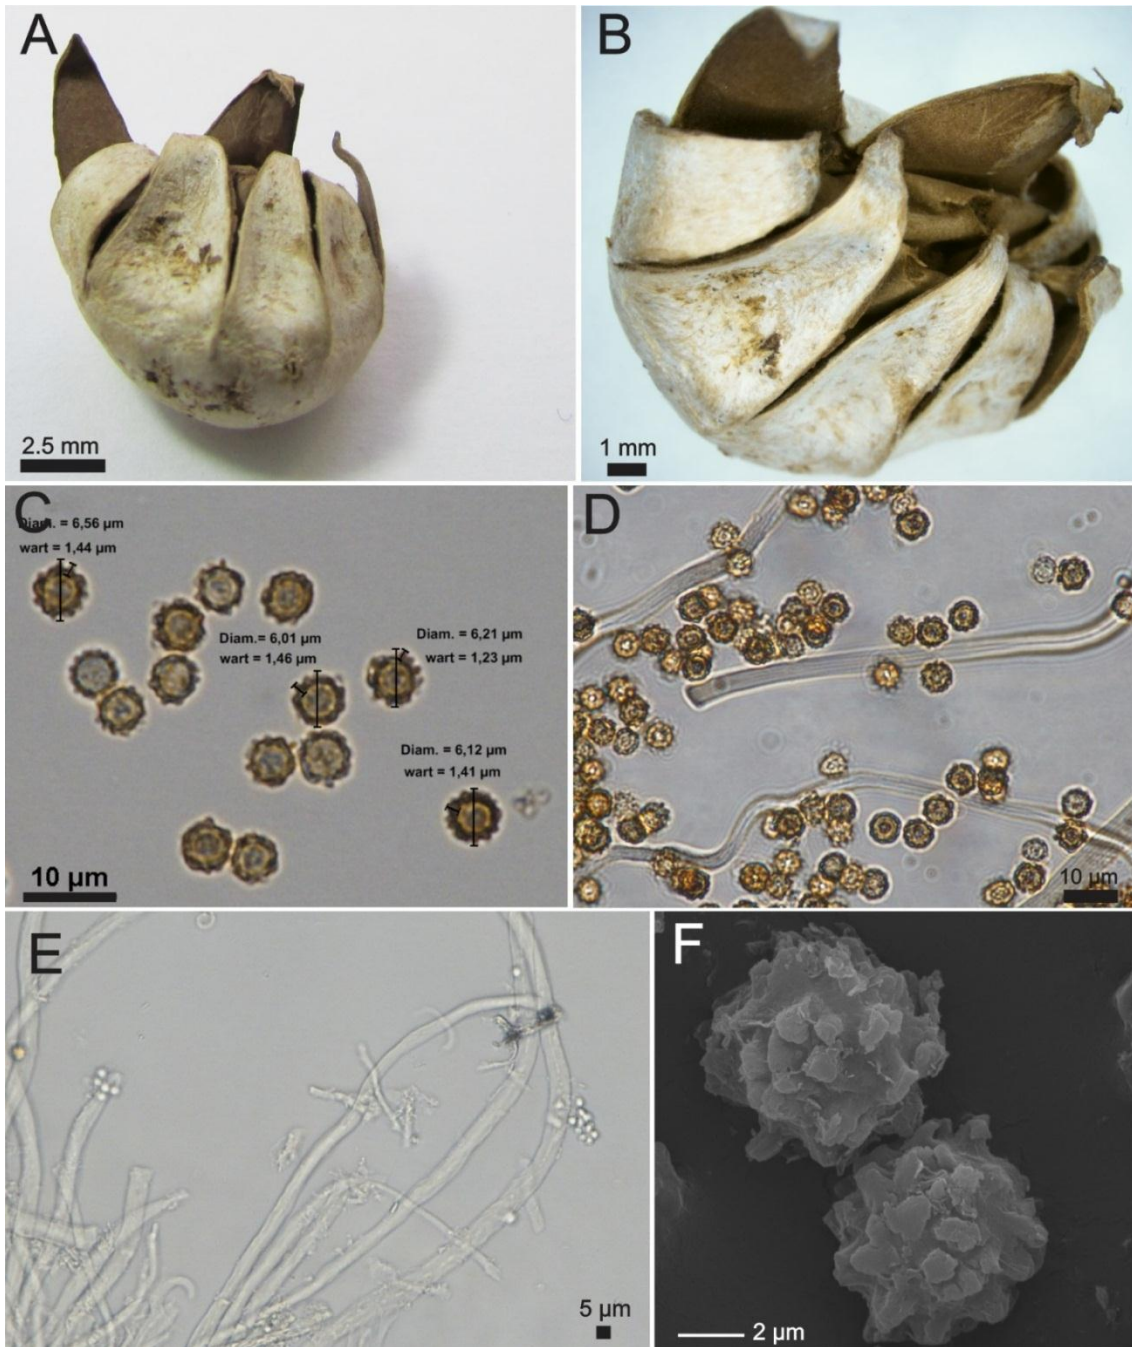 A
B
2.5 mm
1 mm
C
Diam. = 6,56 µm
wart = 1,44 µm
Diam.= 6,01 µm
wart = 1,46 µm
Diam. = 6,21 µm
wart = 1,23 µm
Diam. = 6,12 µm
wart = 1,41 µm
10 µm
D
10 µm
E
5 µm
F
2 µm